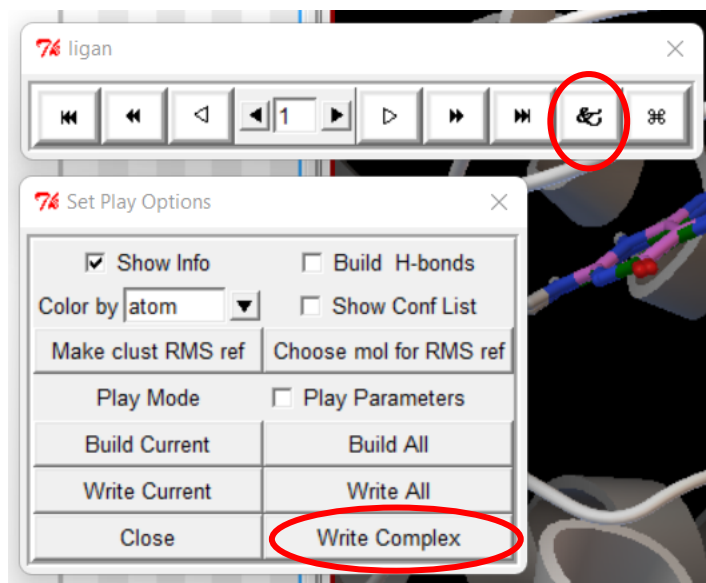 ligan
1
&
⌘
Set Play Options
Show Info
Build H-bonds
Color by atom
Show Conf List
Make clust RMS ref
Choose mol for RMS ref
Play Mode
Play Parameters
Build Current
Build All
Write Current
Write All
Close
Write Complex